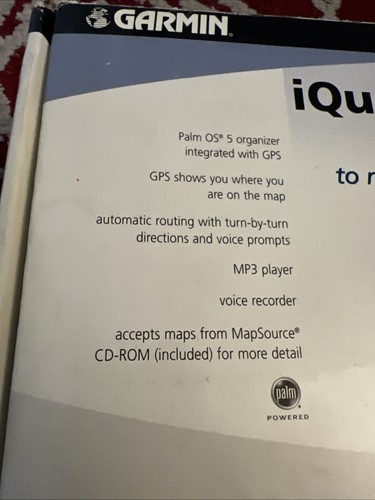 GARMIN®
iQu
Palm OS® 5 organizer
integrated with GPS
GPS shows you where you
are on the map
to r
automatic routing with turn-by-turn
directions and voice prompts
MP3 player
voice recorder
accepts maps from MapSource®
CD-ROM (included) for more detail
palm
POWERED